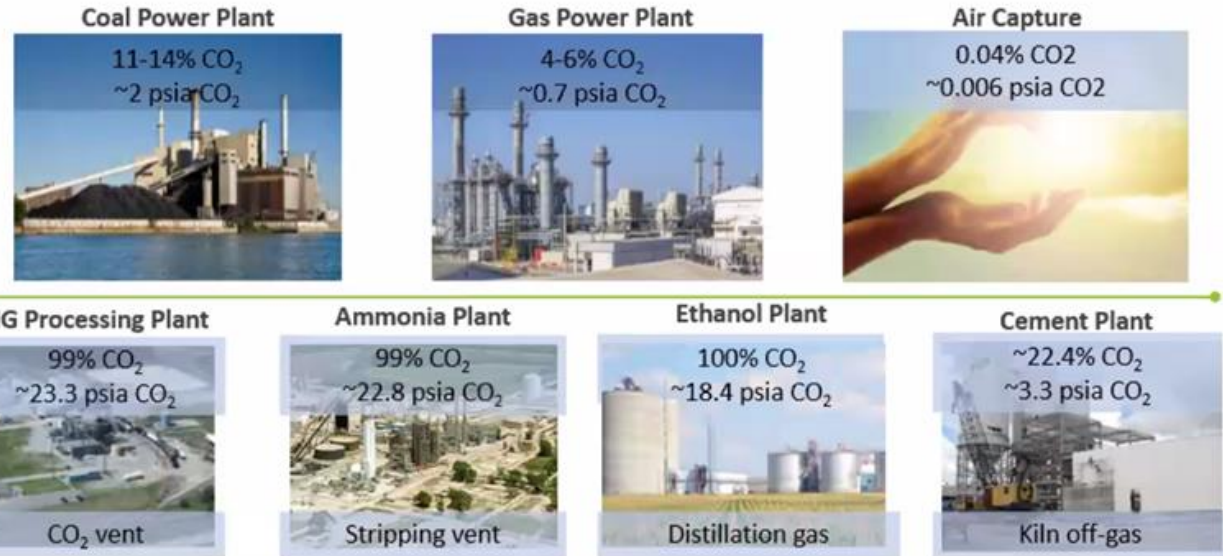 Coal Power Plant
11-14% CO₂
~2 psia CO₂
Gas Power Plant
4-6% CO₂
~0.7 psia CO₂
Air Capture
0.04% CO2
~0.006 psia CO2
G Processing Plant
99% CO₂
~23.3 psia CO₂
CO₂ vent
Ammonia Plant
99% CO₂
~22.8 psia CO₂
Stripping vent
Ethanol Plant
100% CO₂
~18.4 psia CO₂
Distillation gas
Cement Plant
~22.4% CO₂
~3.3 psia CO₂
Kiln off-gas